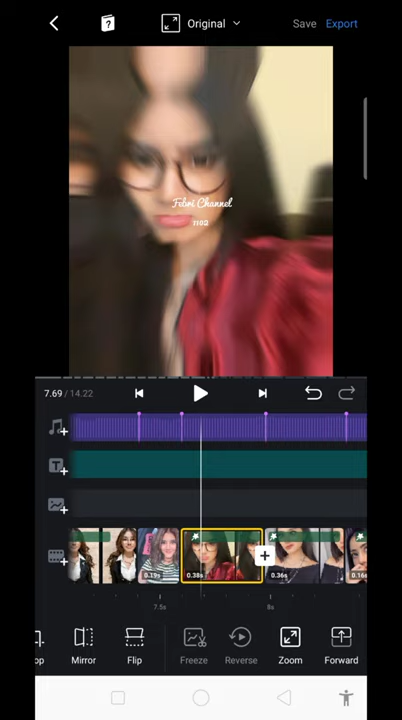 Original
Save
Export
Febri Channel
1102
7.69 / 14.22
T
0.19s
0.38s
0.36s
0.16s
7.5s
8s
op
Mirror
Flip
Freeze
Reverse
Zoom
Forward